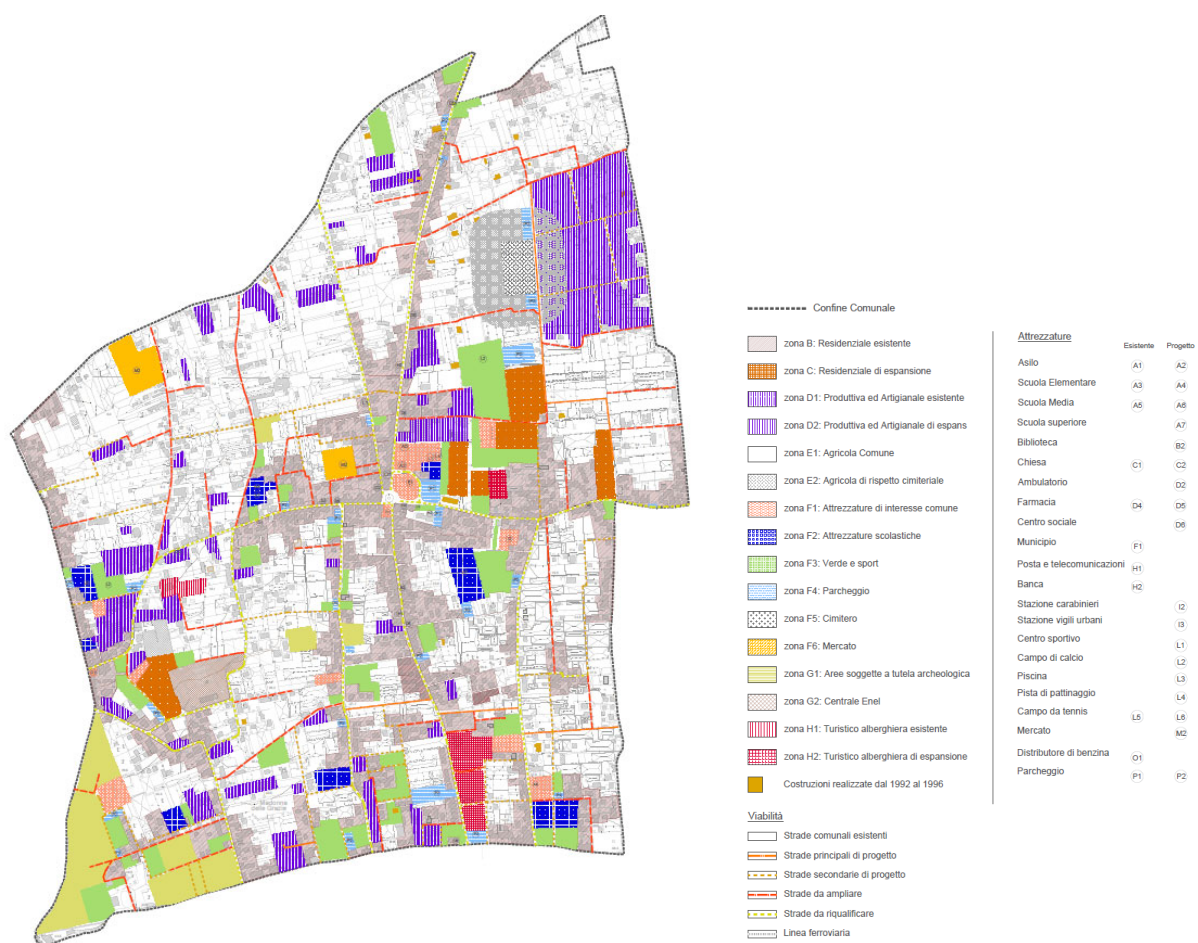 Confine Comunale
zona B: Residenziale esistente
zona C: Residenziale di espansione
zona D1: Produttiva ed Artigianale esistente
zona D2: Produttiva ed Artigianale di espans
zona E1: Agricola Comune
zona E2: Agricola di rispetto cimiteriale
zona F1: Attrezzature di interesse comune
zona F2: Attrezzature scolastiche
zona F3: Verde e sport
zona F4: Parcheggio
zona F5: Cimitero
zona F6: Mercato
zona G1: Aree soggette a tutela archeologica
zona G2: Centrale Enel
zona H1: Turistico alberghiera esistente
zona H2: Turistico alberghiera di espansione
Costruzioni realizzate dal 1992 al 1996
Viabilità
Strade comunali esistenti
Strade principali di progetto
Strade secondarie di progetto
Strade da ampliare
Strade da riqualificare
Linea ferroviaria
Attrezzature
Esistente Progetto
Asilo A1 A2
Scuola Elementare A3 A4
Scuola Media A5 A6
Scuola superiore A7
Biblioteca B2
Chiesa C1 C2
Ambulatorio D2
Farmacia D4 D5
Centro sociale D6
Municipio F1
Posta e telecomunicazioni H1
Banca H2
Stazione carabinieri I2
Stazione vigili urbani I3
Centro sportivo L1
Campo di calcio L2
Piscina L3
Pista di pattinaggio L4
Campo da tennis L5 L6
Mercato M2
Distributore di benzina O1
Parcheggio P1 P2
Madonna
delle Grazie